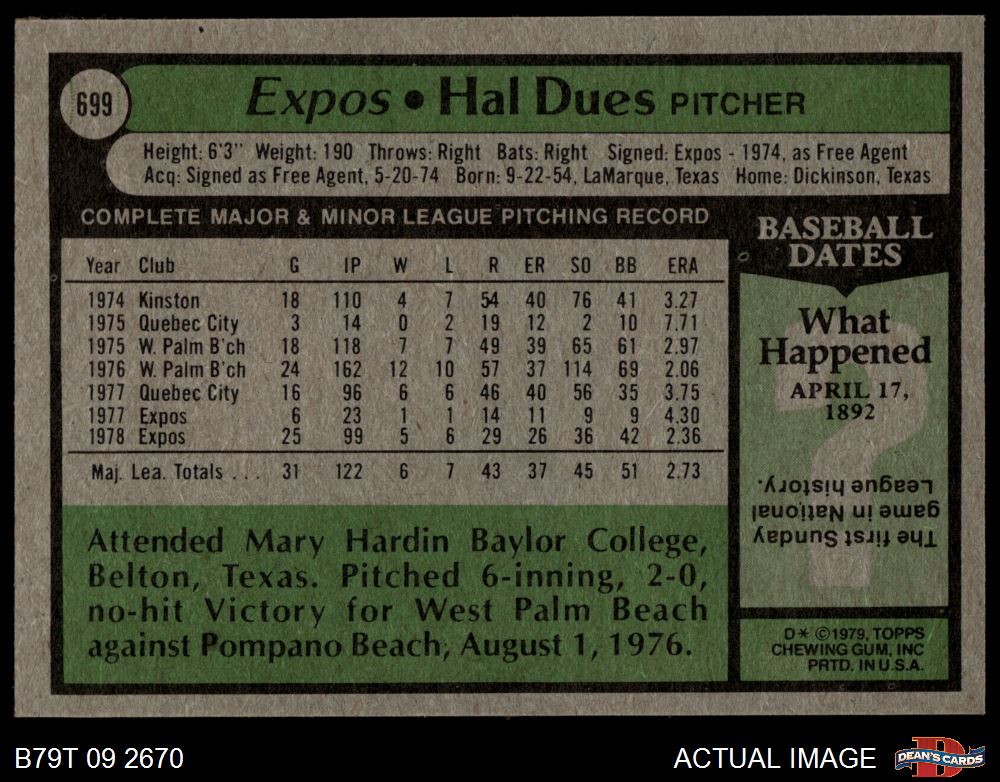 699
Expos • Hal Dues PITCHER
Height: 6'3" Weight: 190 Throws: Right Bats: Right Signed: Expos - 1974, as Free Agent
Acq: Signed as Free Agent, 5-20-74 Born: 9-22-54, LaMarque, Texas Home: Dickinson, Texas
COMPLETE MAJOR & MINOR LEAGUE PITCHING RECORD
Year Club G IP W L R ER SO BB ERA
1974 Kinston 18 110 4 7 54 40 76 41 3.27
1975 Quebec City 3 14 0 2 19 12 2 10 7.71
1975 W. Palm B'ch 18 118 7 7 49 39 65 61 2.97
1976 W. Palm B'ch 24 162 12 10 57 37 114 69 2.06
1977 Quebec City 16 96 6 6 46 40 56 35 3.75
1977 Expos 6 23 1 1 14 11 9 9 4.30
1978 Expos 25 99 5 6 29 26 36 42 2.36
Maj. Lea. Totals . . . 31 122 6 7 43 37 45 51 2.73
Attended Mary Hardin Baylor College,
Belton, Texas. Pitched 6-inning, 2-0,
no-hit Victory for West Palm Beach
against Pompano Beach, August 1, 1976.
BASEBALL
DATES
What
Happened
APRIL 17,
1892
?
The first Sunday
game in National
League history.
D* ©1979, TOPPS
CHEWING GUM, INC
PRTD. IN U.S.A.
B79T 09 2670
ACTUAL IMAGE
D
DEAN'S CARDS